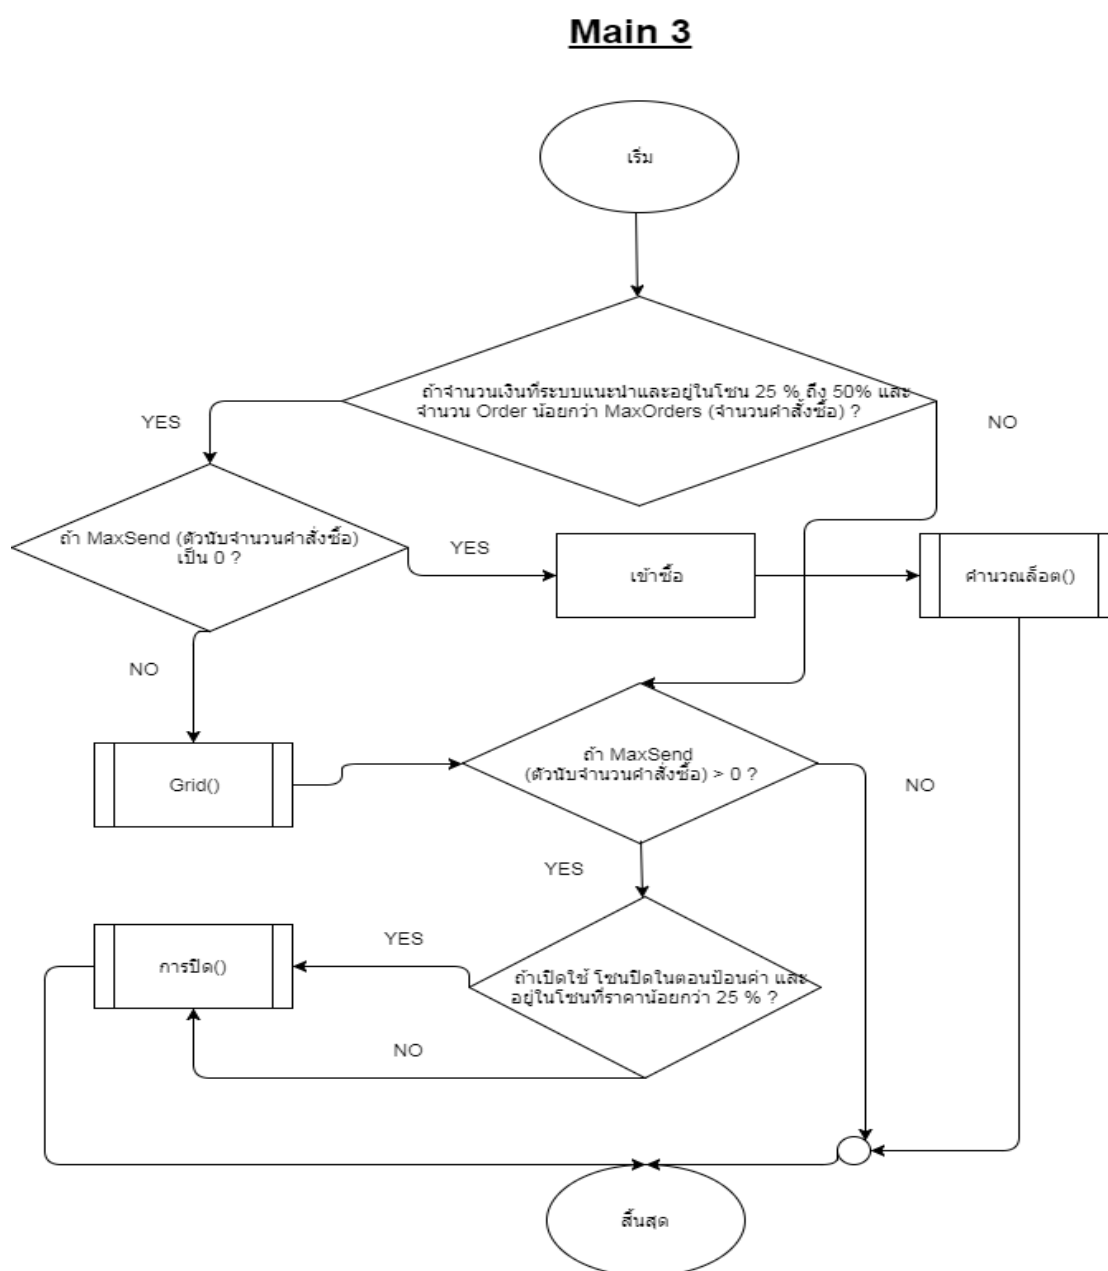 Main 3
เริ่ม
ถ้าจำนวนเงินที่ระบบแนะนำและอยู่ในโซน 25 % ถึง 50% และ
จำนวน Order น้อยกว่า MaxOrders (จำนวนคำสั่งซื้อ) ?
YES
NO
ถ้า MaxSend (ตัวนับจำนวนคำสั่งซื้อ)
เป็น 0 ?
YES
เข้าซื้อ
คำนวณล็อต()
NO
Grid()
ถ้า MaxSend
(ตัวนับจำนวนคำสั่งซื้อ) > 0 ?
NO
YES
การปิด()
YES
ถ้าเปิดใช้ โซนปิดในตอนป้อนค่า และ
อยู่ในโซนที่ราคาน้อยกว่า 25 % ?
NO
สิ้นสุด